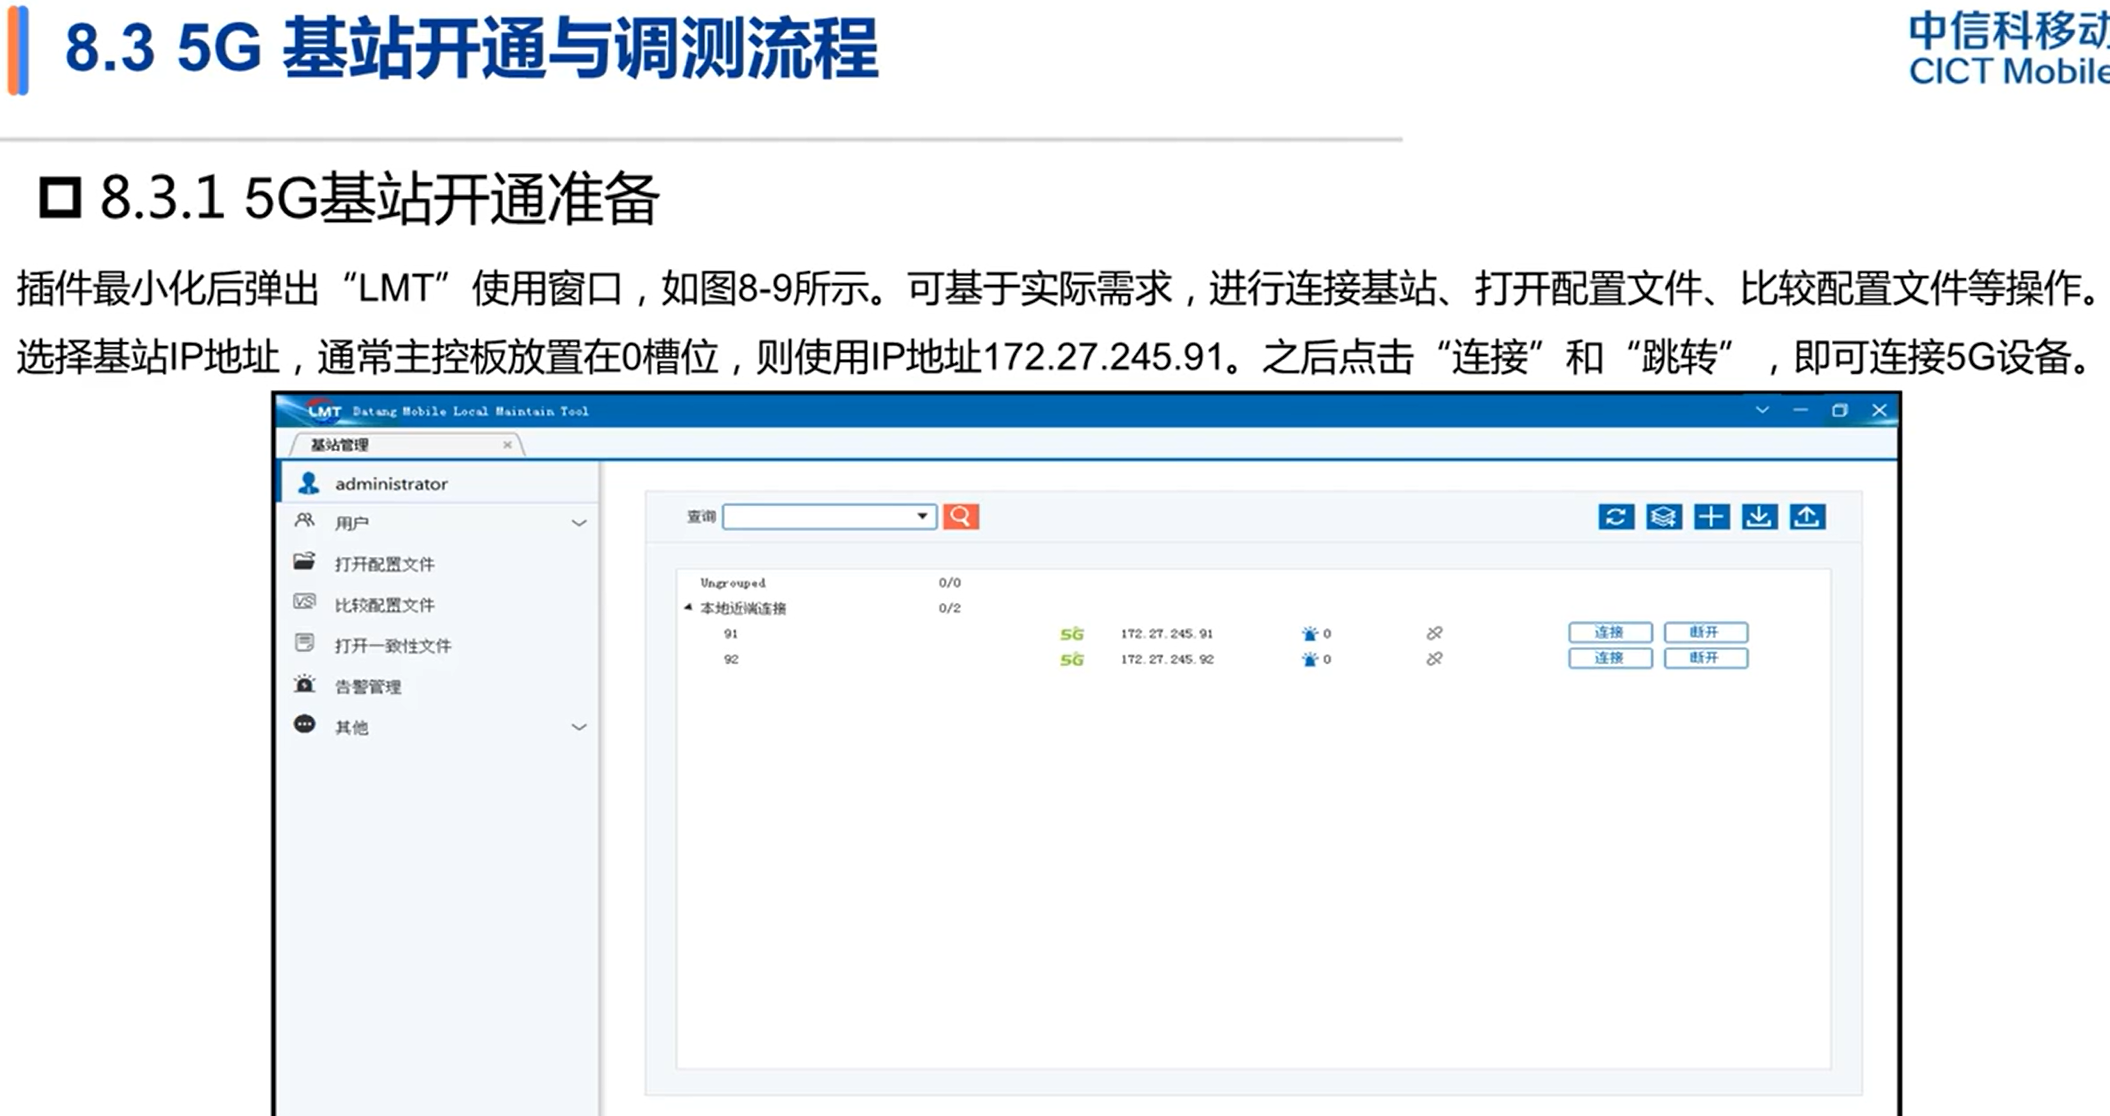 8.3 5G 基站开通与调测流程
中信科移动
CICT Mobile
8.3.1 5G基站开通准备
插件最小化后弹出“LMT”使用窗口，如图8-9所示。可基于实际需求，进行连接基站、打开配置文件、比较配置文件等操作。
选择基站IP地址，通常主控板放置在0槽位，则使用IP地址172.27.245.91。之后点击“连接”和“跳转”，即可连接5G设备。
LMT Datang Mobile Local Maintain Tool
基站管理
administrator
用户
打开配置文件
比较配置文件
打开一致性文件
告警管理
其他
查询
Ungrouped 0/0
本地近端连接 0/2
91 5G 172.27.245.91 0 连接 断开
92 5G 172.27.245.92 0 连接 断开